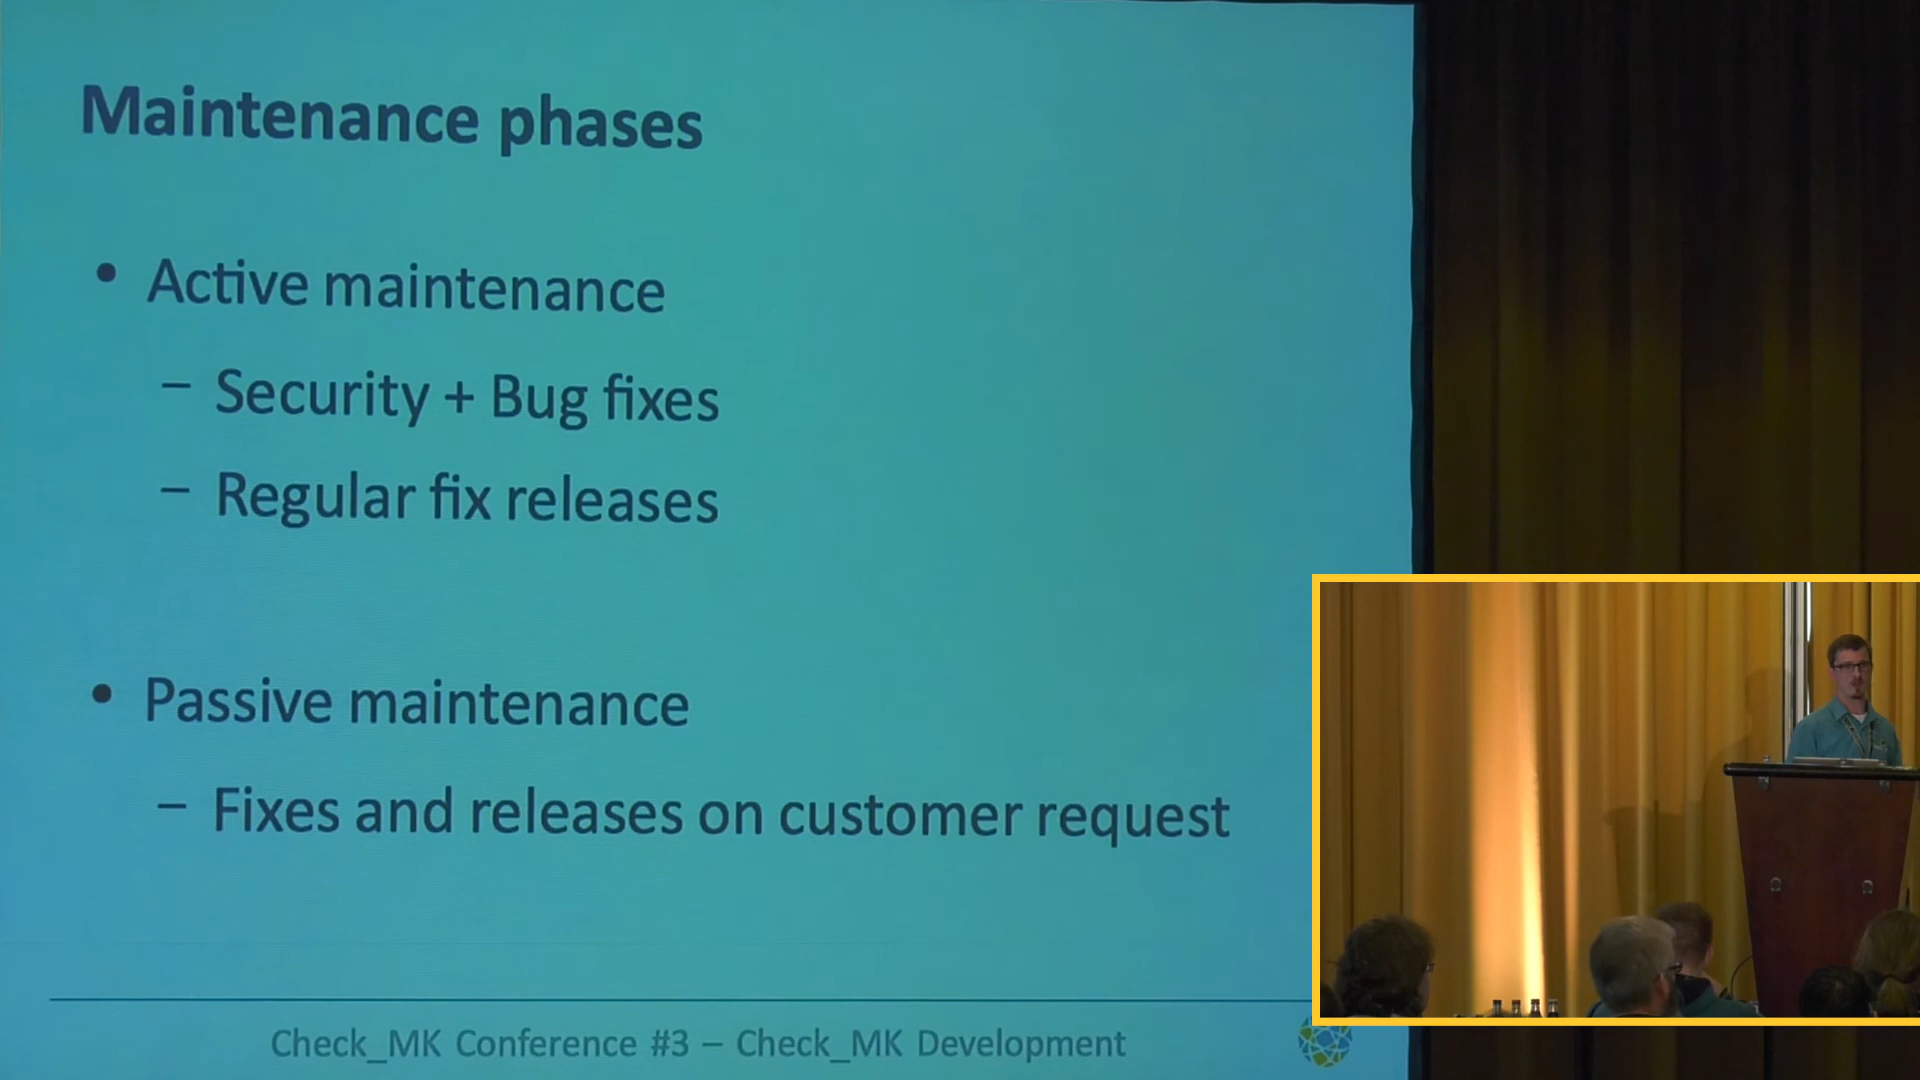 Maintenance phases
• Active maintenance
– Security + Bug fixes
– Regular fix releases
• Passive maintenance
– Fixes and releases on customer request
Check_MK Conference #3 – Check_MK Development